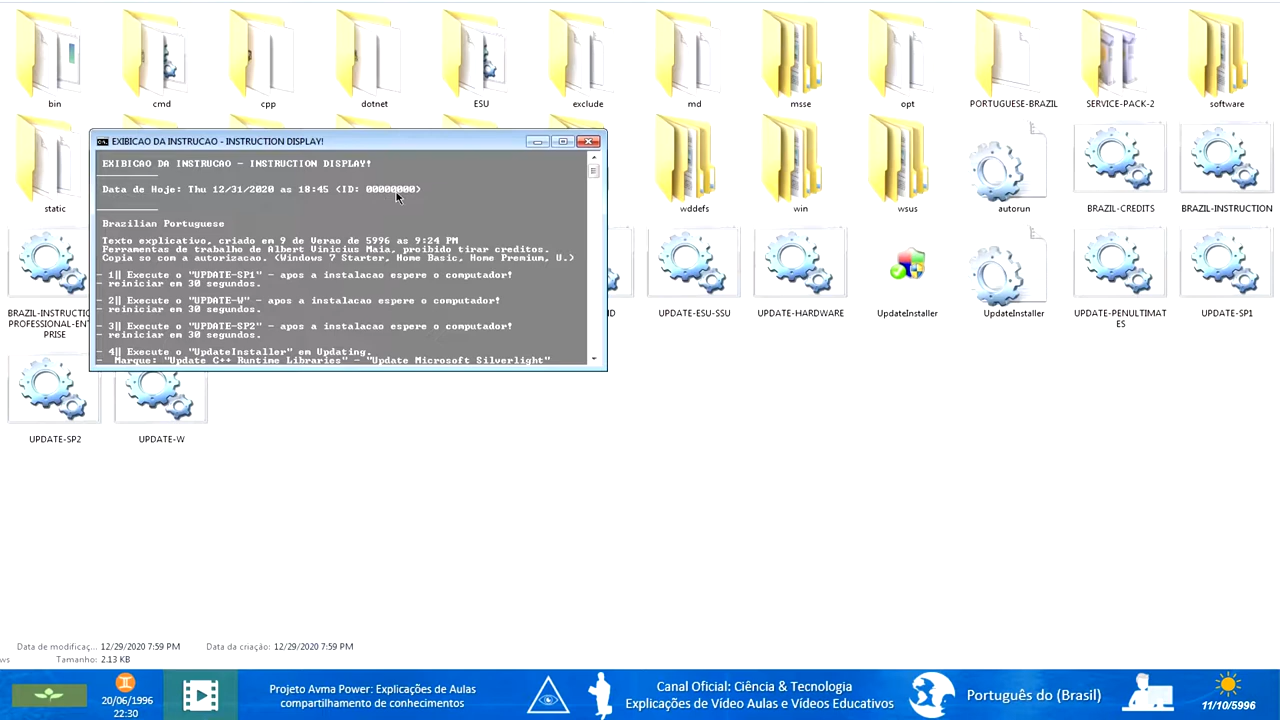 bin
cmd
cpp
dotnet
ESU
exclude
md
msse
opt
PORTUGUESE-BRAZIL
SERVICE-PACK-2
software
EXIBICAO DA INSTRUCAO - INSTRUCTION DISPLAY!
EXIBICAO DA INSTRUCAO - INSTRUCTION DISPLAY!
Data de Hoje: Thu 12/31/2020 as 18:45 (ID: 00000000)
Brazilian Portuguese
Texto explicativo, criado em 9 de Verao de 5996 as 9:24 PM
Ferramentas de trabalho de Albert Vinicius Maia, proibido tirar creditos.
Copia so com a autorizacao. (Windows 7 Starter, Home Basic, Home Premium, U.)
- 1|| Execute o "UPDATE-SP1" - apos a instalacao espere o computador!
- reiniciar em 30 segundos.
- 2|| Execute o "UPDATE-W" - apos a instalacao espere o computador!
- reiniciar em 30 segundos.
- 3|| Execute o "UPDATE-SP2" - apos a instalacao espere o computador!
- reiniciar em 30 segundos.
- 4|| Execute o "UpdateInstaller" em Updating.
- Marque: "Update C++ Runtime Libraries" - "Update Microsoft Silverlight"
static
wddefs
win
wsus
autorun
BRAZIL-CREDITS
BRAZIL-INSTRUCTION
BRAZIL-INSTRUCTIO
PROFESSIONAL-ENT
PRISE
UPDATE-ESU-SSU
UPDATE-HARDWARE
UpdateInstaller
UpdateInstaller
UPDATE-PENULTIMAT
ES
UPDATE-SP1
UPDATE-SP2
UPDATE-W
Data de modificaç... 12/29/2020 7:59 PM Data da criação: 12/29/2020 7:59 PM
ws Tamanho: 2.13 KB
20/06/1996
22:30
Projeto Avma Power: Explicações de Aulas
compartilhamento de conhecimentos
Canal Oficial: Ciência & Tecnologia
Explicações de Vídeo Aulas e Vídeos Educativos
Português do (Brasil)
11/10/5996